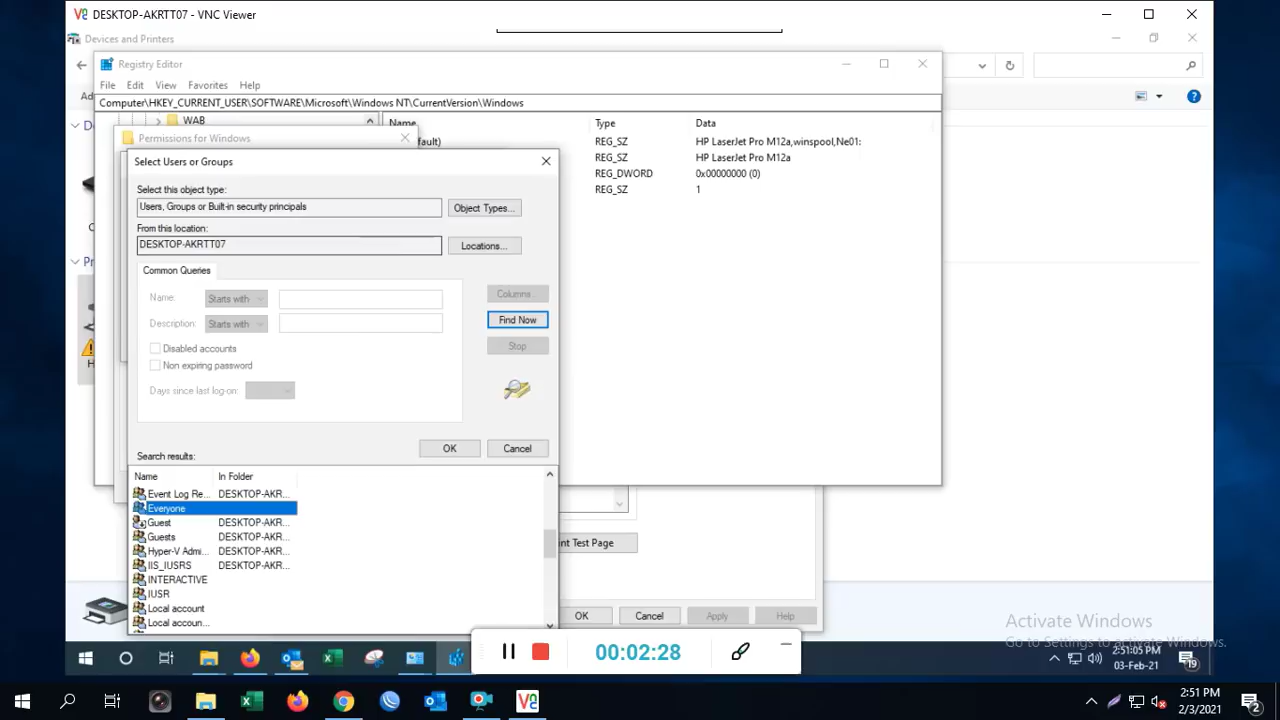 DESKTOP-AKRTT07 - VNC Viewer
Devices and Printers
Registry Editor
File Edit View Favorites Help
Computer\HKEY_CURRENT_USER\SOFTWARE\Microsoft\Windows NT\CurrentVersion\Windows
WAB
Name Type Data
Permissions for Windows
fault) REG_SZ HP LaserJet Pro M12a,winspool,Ne01:
REG_SZ HP LaserJet Pro M12a
REG_DWORD 0x00000000 (0)
REG_SZ 1
Select Users or Groups
Select this object type:
Users, Groups or Built-in security principals
Object Types...
From this location:
DESKTOP-AKRTT07
Locations...
Common Queries
Name: Starts with
Columns...
Description: Starts with
Find Now
Disabled accounts
Stop
Non expiring password
Days since last log-on:
OK Cancel
Search results:
Name In Folder
Event Log Re... DESKTOP-AKR...
Everyone
Guest DESKTOP-AKR...
Guests DESKTOP-AKR...
Hyper-V Admi... DESKTOP-AKR...
IIS_IUSRS DESKTOP-AKR...
INTERACTIVE
IUSR
Local account
Local accoun...
int Test Page
OK Cancel Apply Help
Activate Windows
Go to Settings to activate Windows.
00:02:28
2:51:05 PM
03-Feb-21
19
2:51 PM
2/3/2021
2